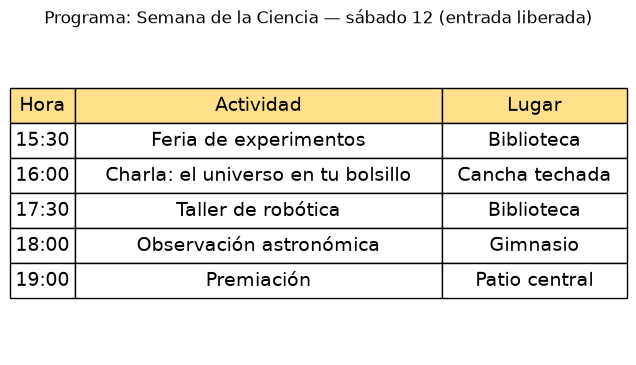 Programa: Semana de la Ciencia — sábado 12 (entrada liberada)
Hora Actividad Lugar
15:30 Feria de experimentos Biblioteca
16:00 Charla: el universo en tu bolsillo Cancha techada
17:30 Taller de robótica Biblioteca
18:00 Observación astronómica Gimnasio
19:00 Premiación Patio central